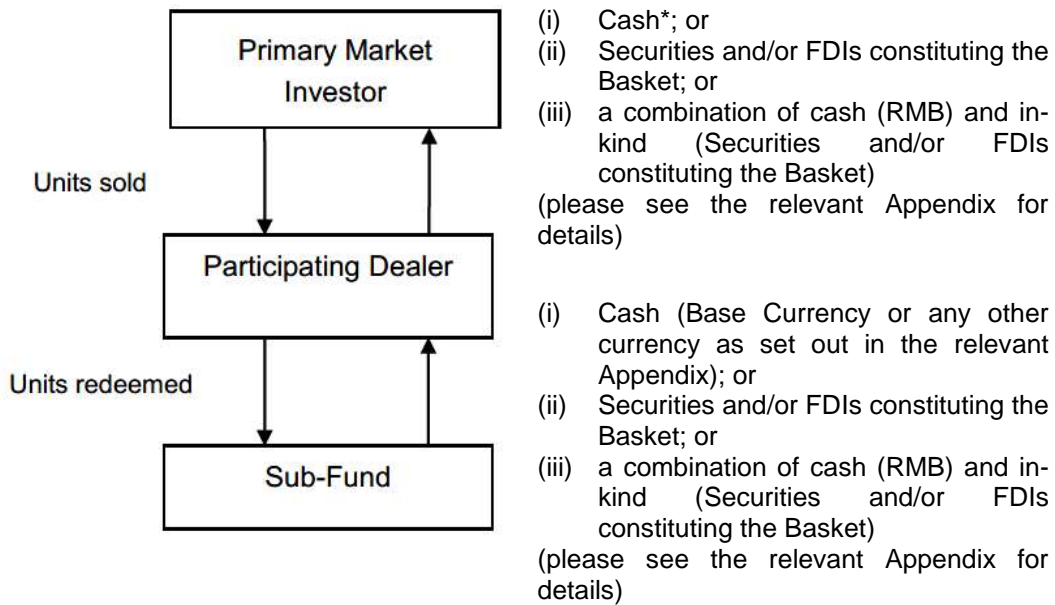 Primary Market
Investor
Units sold
(i) Cash*; or
(ii) Securities and/or FDIs constituting the
Basket; or
(iii) a combination of cash (RMB) and in-
kind (Securities and/or FDIs
constituting the Basket)
(please see the relevant Appendix for
details)
Participating Dealer
Units redeemed
(i) Cash (Base Currency or any other
currency as set out in the relevant
Appendix); or
(ii) Securities and/or FDIs constituting the
Basket; or
(iii) a combination of cash (RMB) and in-
kind (Securities and/or FDIs
constituting the Basket)
(please see the relevant Appendix for
details)
Sub-Fund